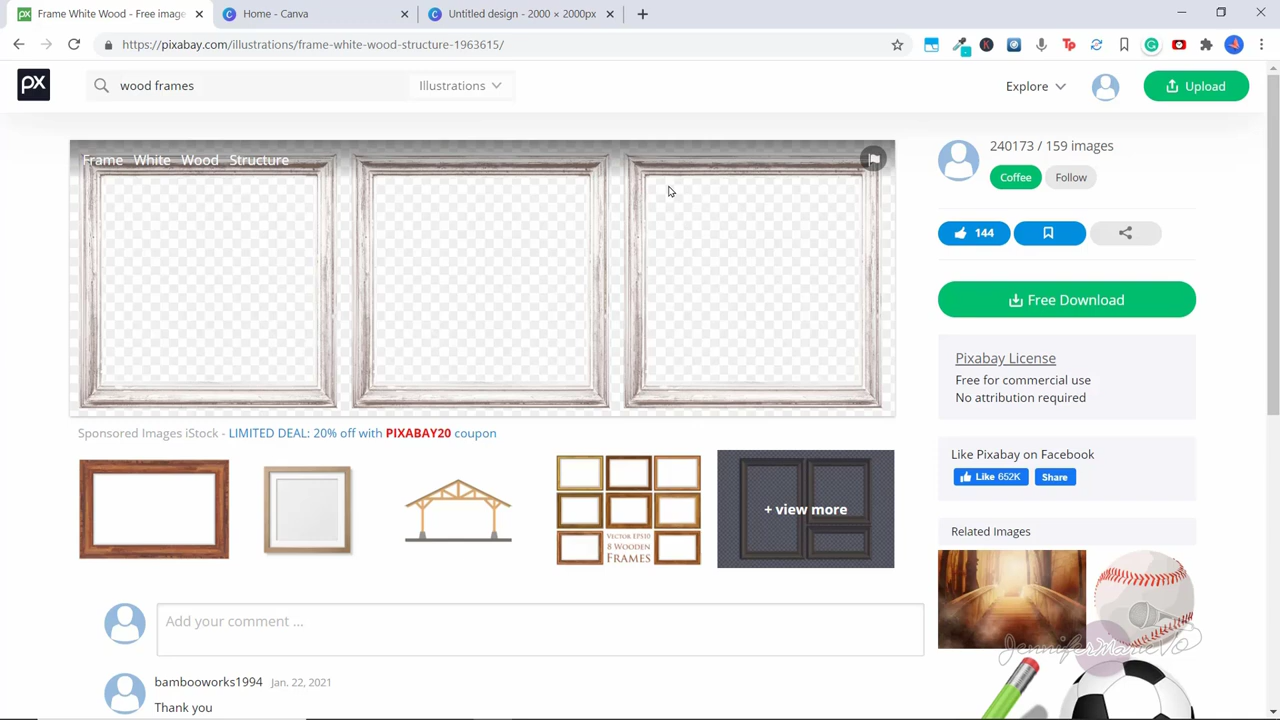 Frame White Wood - Free image
Home - Canva
Untitled design - 2000 × 2000px
https://pixabay.com/illustrations/frame-white-wood-structure-1963615/
px
wood frames
Illustrations
Explore
Upload
Frame White Wood Structure
240173 / 159 images
Coffee
Follow
144
Free Download
Pixabay License
Free for commercial use
No attribution required
Sponsored Images iStock - LIMITED DEAL: 20% off with PIXABAY20 coupon
Like Pixabay on Facebook
Like 652K
Share
+ view more
VECTOR EPS10
8 WOODEN
FRAMES
Related Images
Add your comment ...
JennifermarieVO
bambooworks1994 Jan. 22, 2021
Thank you